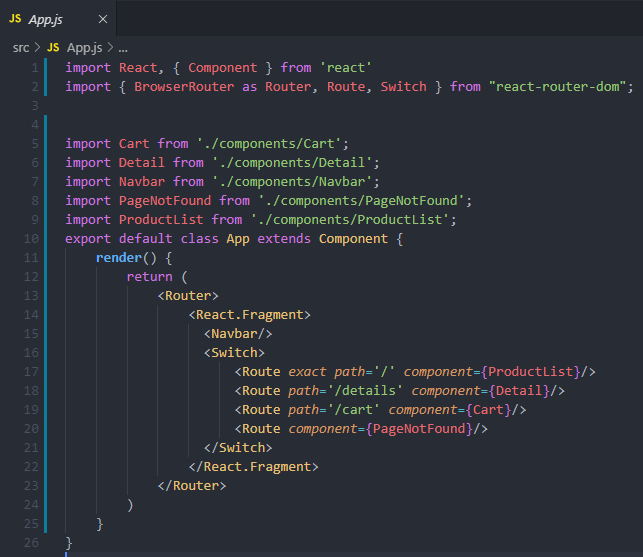 JS App.js ×
src > JS App.js > ...
1 import React, { Component } from 'react'
2 import { BrowserRouter as Router, Route, Switch } from "react-router-dom";
3
4
5 import Cart from './components/Cart';
6 import Detail from './components/Detail';
7 import Navbar from './components/Navbar';
8 import PageNotFound from './components/PageNotFound';
9 import ProductList from './components/ProductList';
10 export default class App extends Component {
11     render() {
12         return (
13             <Router>
14                 <React.Fragment>
15                   <Navbar/>
16                   <Switch>
17                       <Route exact path='/' component={ProductList}/>
18                       <Route path='/details' component={Detail}/>
19                       <Route path='/cart' component={Cart}/>
20                       <Route component={PageNotFound}/>
21                   </Switch>
22                 </React.Fragment>
23             </Router>
24         )
25     }
26 }